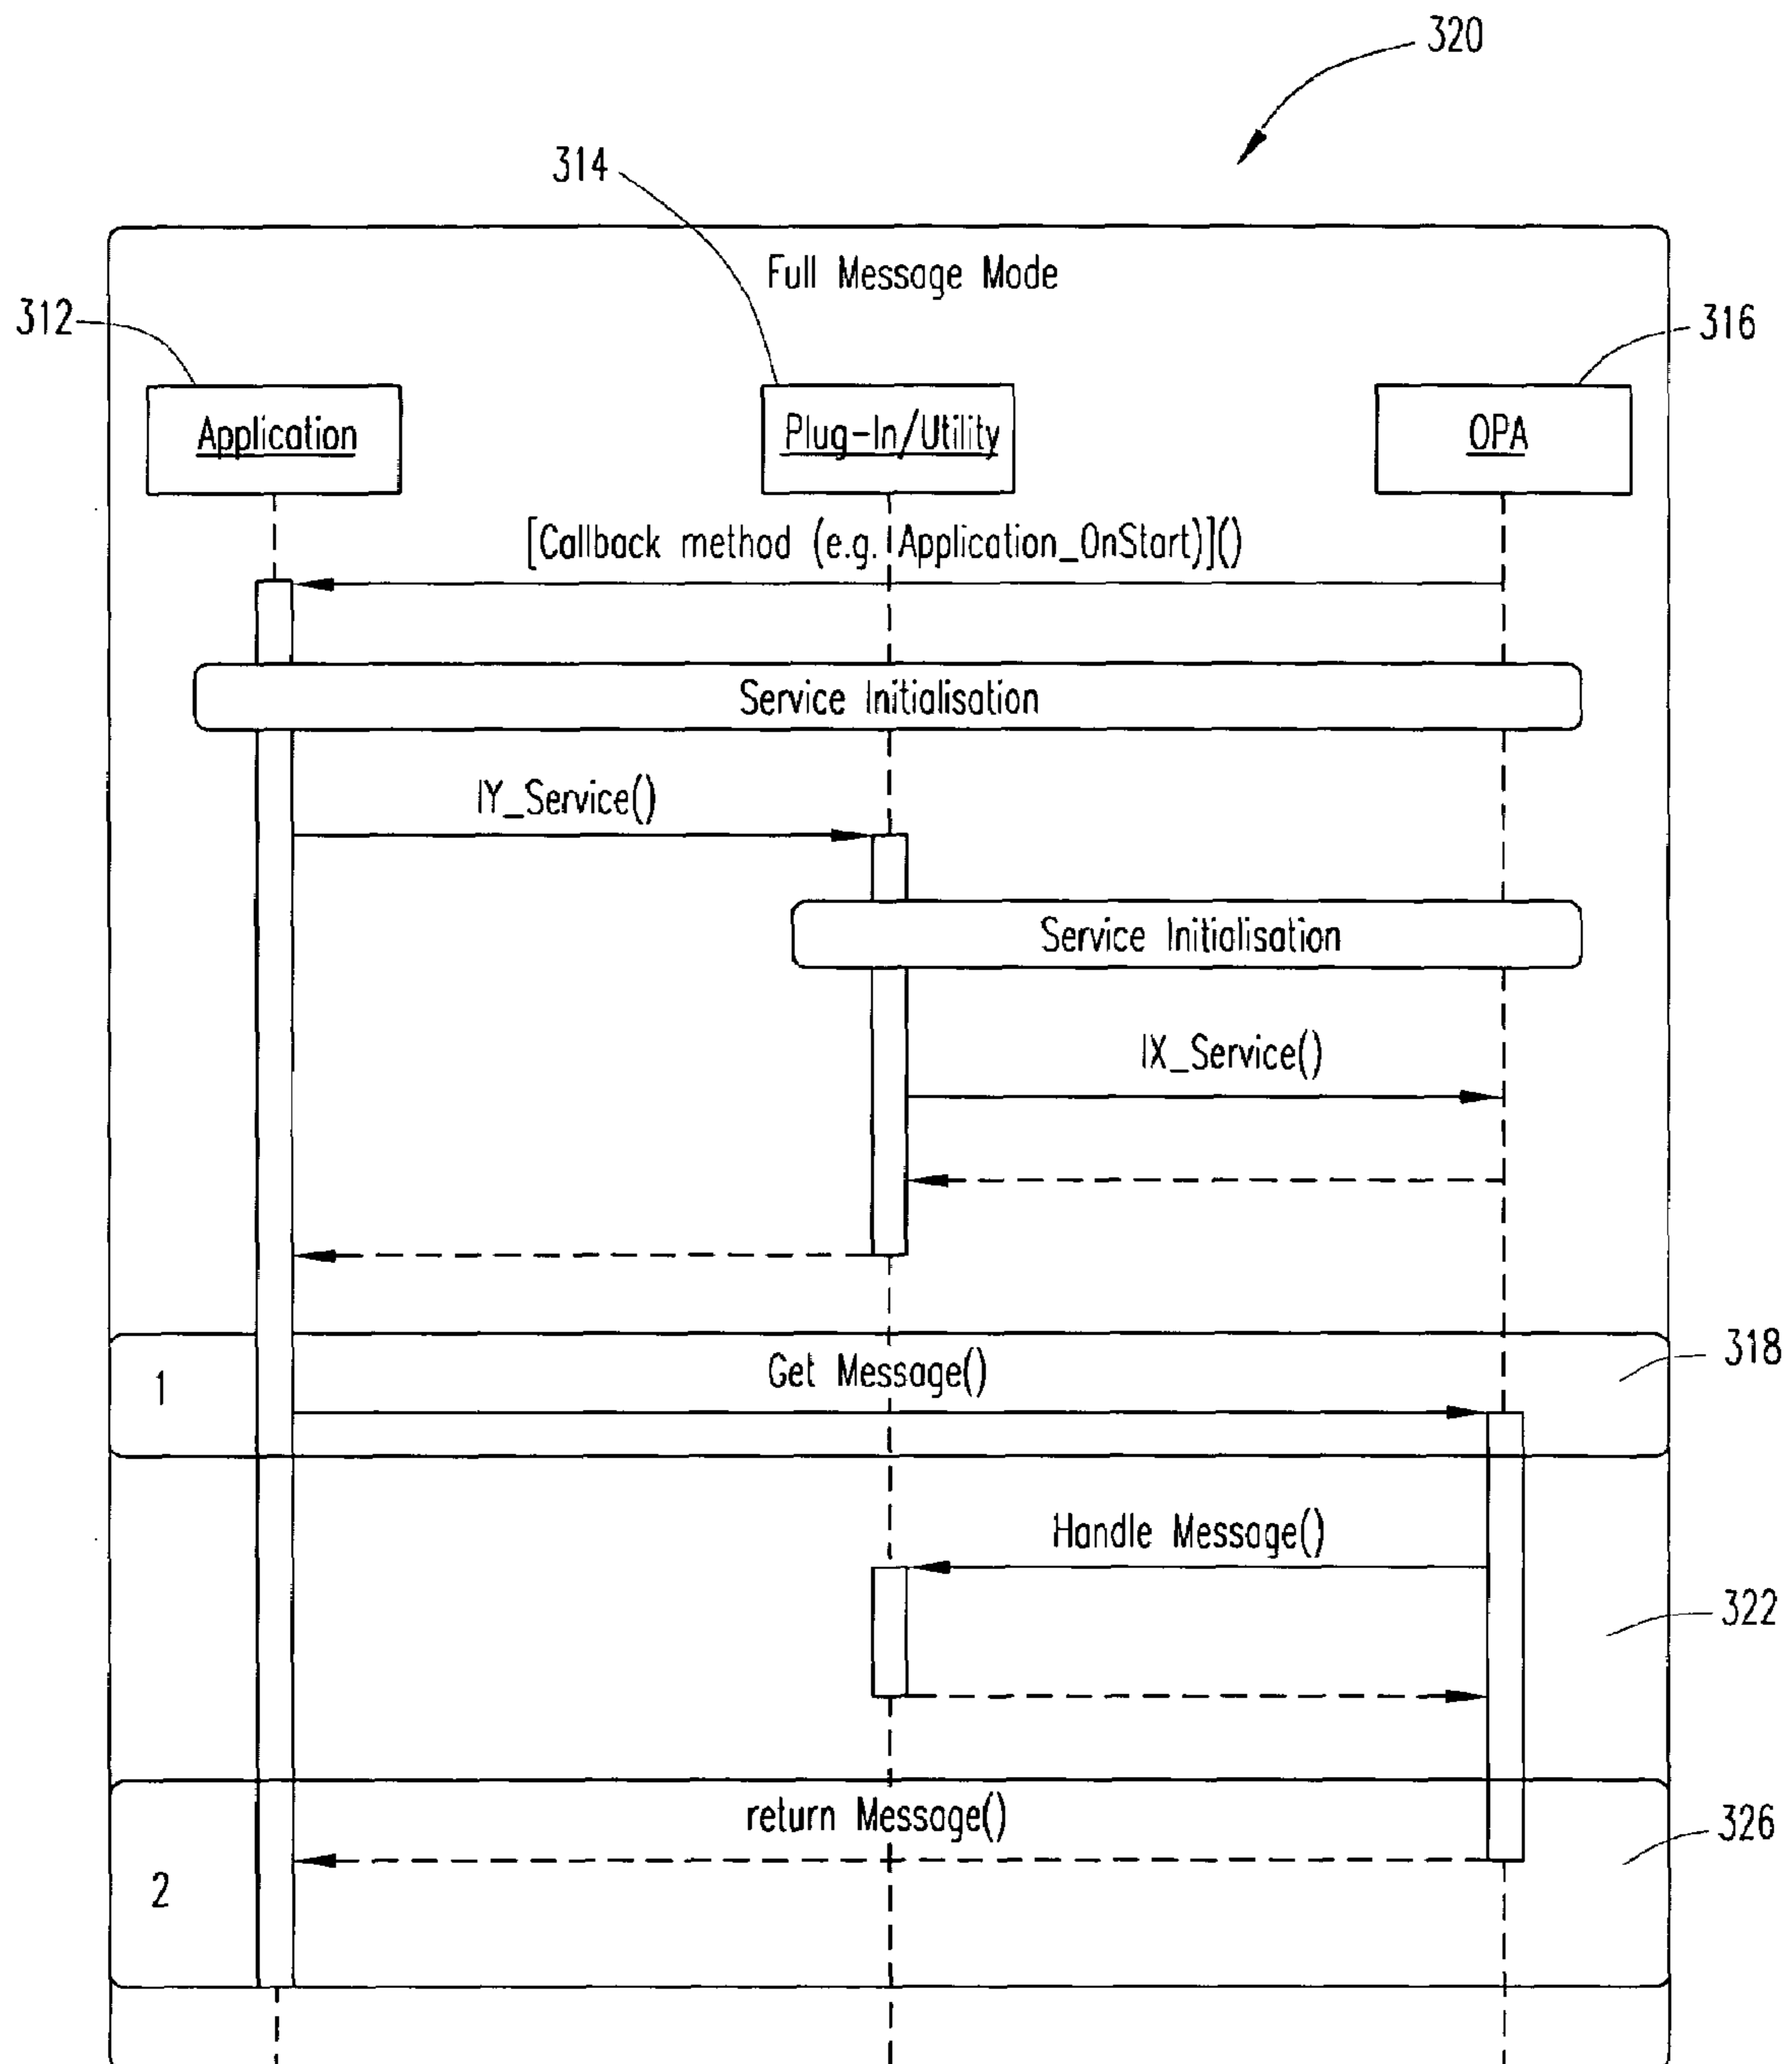 320
314
Full Message Mode
312
316
Application
Plug-In/Utility
OPA
[Callback method (e.g. Application_OnStart)]()
Service Initialisation
IY_Service()
Service Initialisation
IX_Service()
318
1
Get Message()
Handle Message()
322
return Message()
326
2